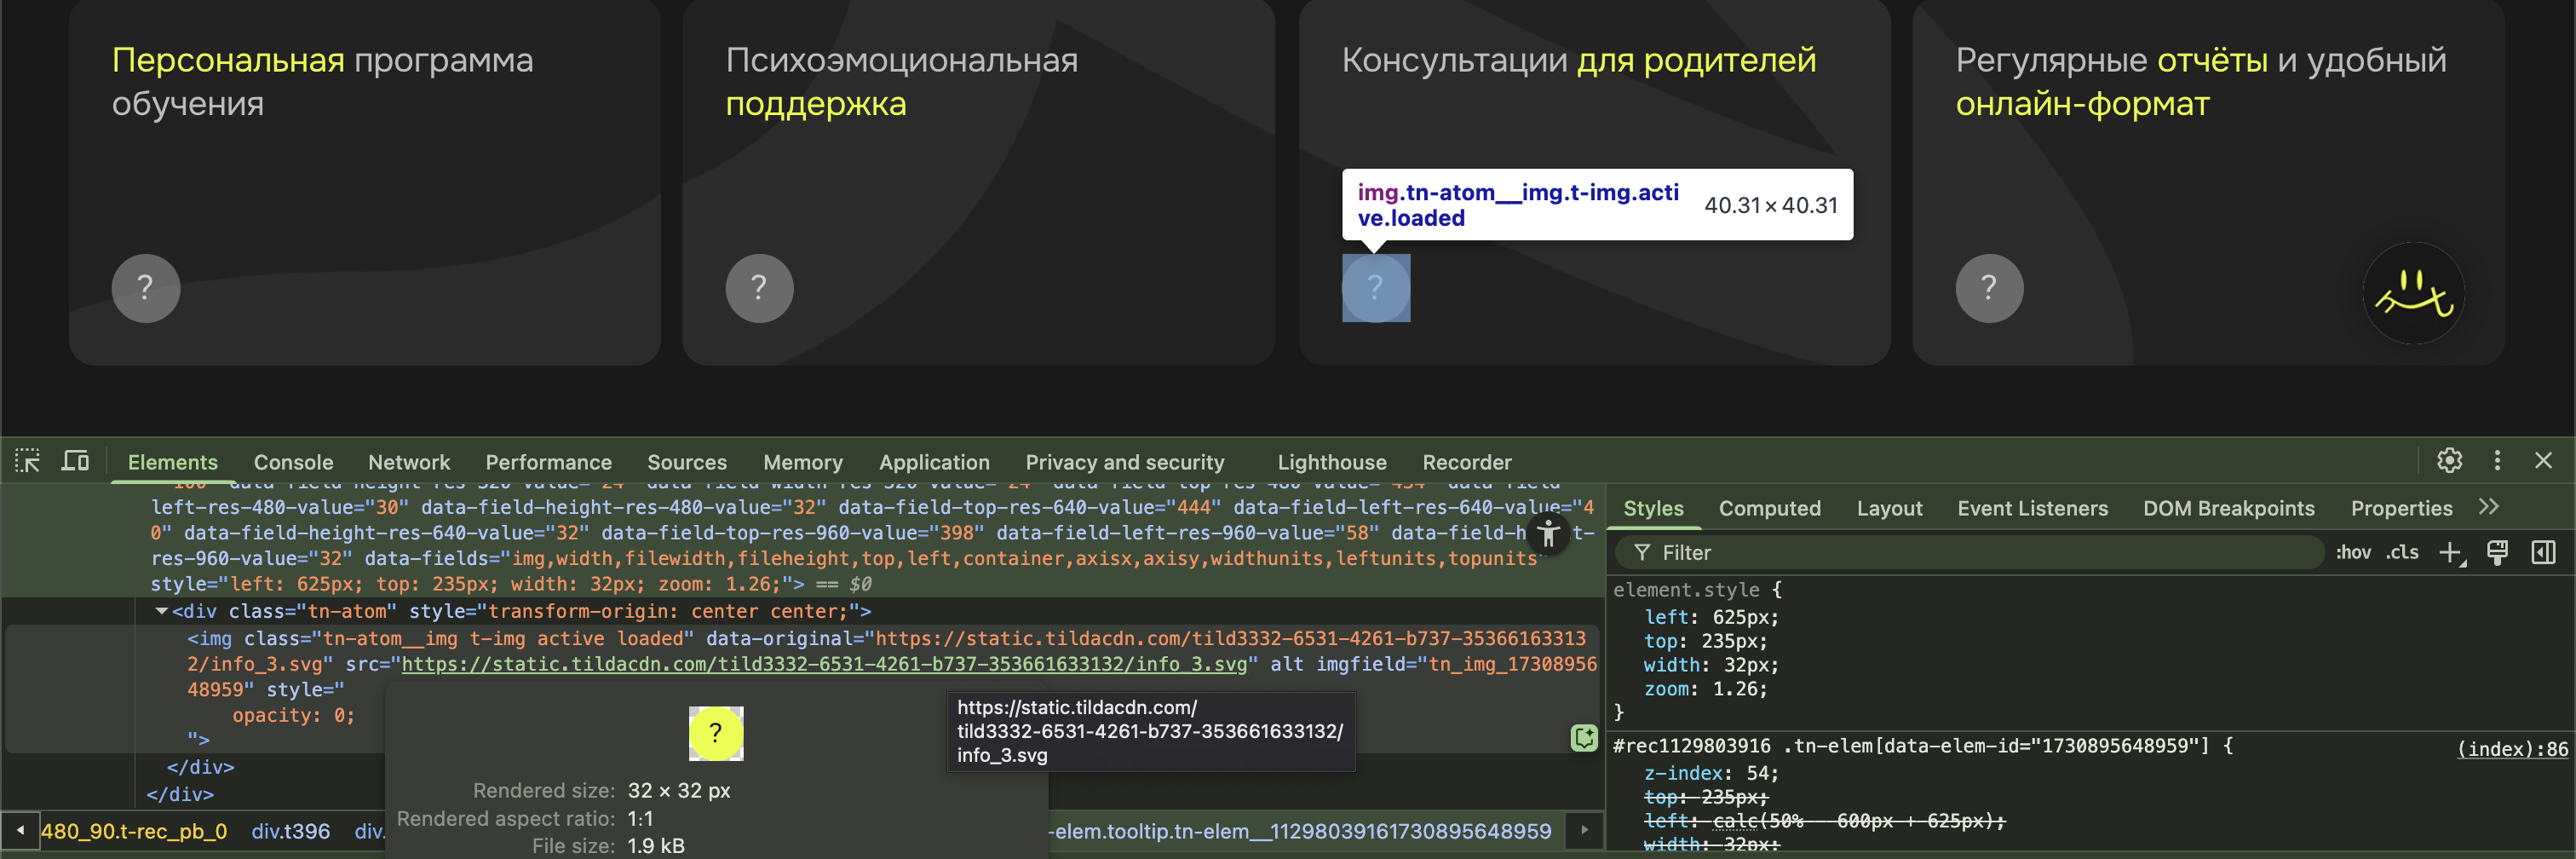 Персональная программа
обучения
Психоэмоциональная
поддержка
Консультации для родителей
Регулярные отчёты и удобный
онлайн-формат
img.tn-atom__img.t-img.acti
ve.loaded
40.31 × 40.31
?
?
?
?
Elements Console Network Performance Sources Memory Application Privacy and security Lighthouse Recorder
left-res-480-value="30" data-field-height-res-480-value="32" data-field-top-res-640-value="444" data-field-left-res-640-value="4
0" data-field-height-res-640-value="32" data-field-top-res-960-value="398" data-field-left-res-960-value="58" data-field-h t-
res-960-value="32" data-fields="img,width,filewidth,fileheight,top,left,container,axisx,axisy,widthunits,leftunits,topunits"
style="left: 625px; top: 235px; width: 32px; zoom: 1.26;"> == $0
<div class="tn-atom" style="transform-origin: center center;">
<img class="tn-atom__img t-img active loaded" data-original="https://static.tildacdn.com/tild3332-6531-4261-b737-35366163313
2/info_3.svg" src="https://static.tildacdn.com/tild3332-6531-4261-b737-353661633132/info_3.svg" alt imgfield="tn_img_17308956
48959" style="
opacity: 0;
">
</div>
</div>
?
Rendered size: 32 × 32 px
Rendered aspect ratio: 1:1
File size: 1.9 kB
https://static.tildacdn.com/
tild3332-6531-4261-b737-353661633132/
info_3.svg
480_90.t-rec_pb_0 div.t396 div. -elem.tooltip.tn-elem__11298039161730895648959
Styles Computed Layout Event Listeners DOM Breakpoints Properties
Filter
:hov .cls
element.style {
left: 625px;
top: 235px;
width: 32px;
zoom: 1.26;
}
#rec1129803916 .tn-elem[data-elem-id="1730895648959"] {
(index):86
z-index: 54;
top: 235px;
left: calc(50% - 600px + 625px);
width: 32px;